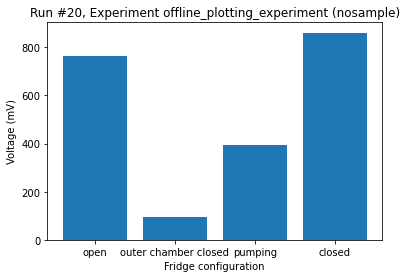 Run #20, Experiment offline_plotting_experiment (nosample)
800
600
400
200
0
Voltage (mV)
open
outer chamber closed
pumping
closed
Fridge configuration